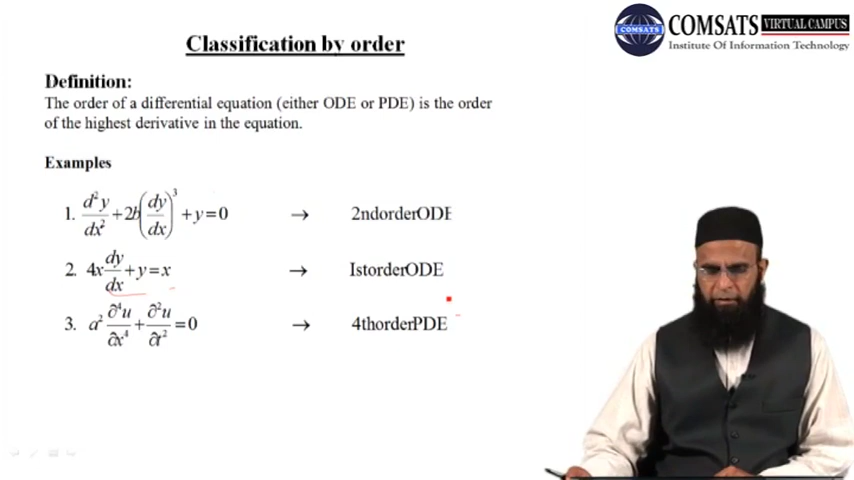 COMSATS VIRTUAL CAMPUS
COMSATS
Institute Of Information Technology
Classification by order
Definition:
The order of a differential equation (either ODE or PDE) is the order
of the highest derivative in the equation.
Examples
1. d²y/dx² + 2b(dy/dx)³ + y = 0 → 2ndorderODE
2. 4x dy/dx + y = x → IstorderODE
3. a² ∂⁴u/∂x⁴ + ∂²u/∂t² = 0 → 4thorderPDE